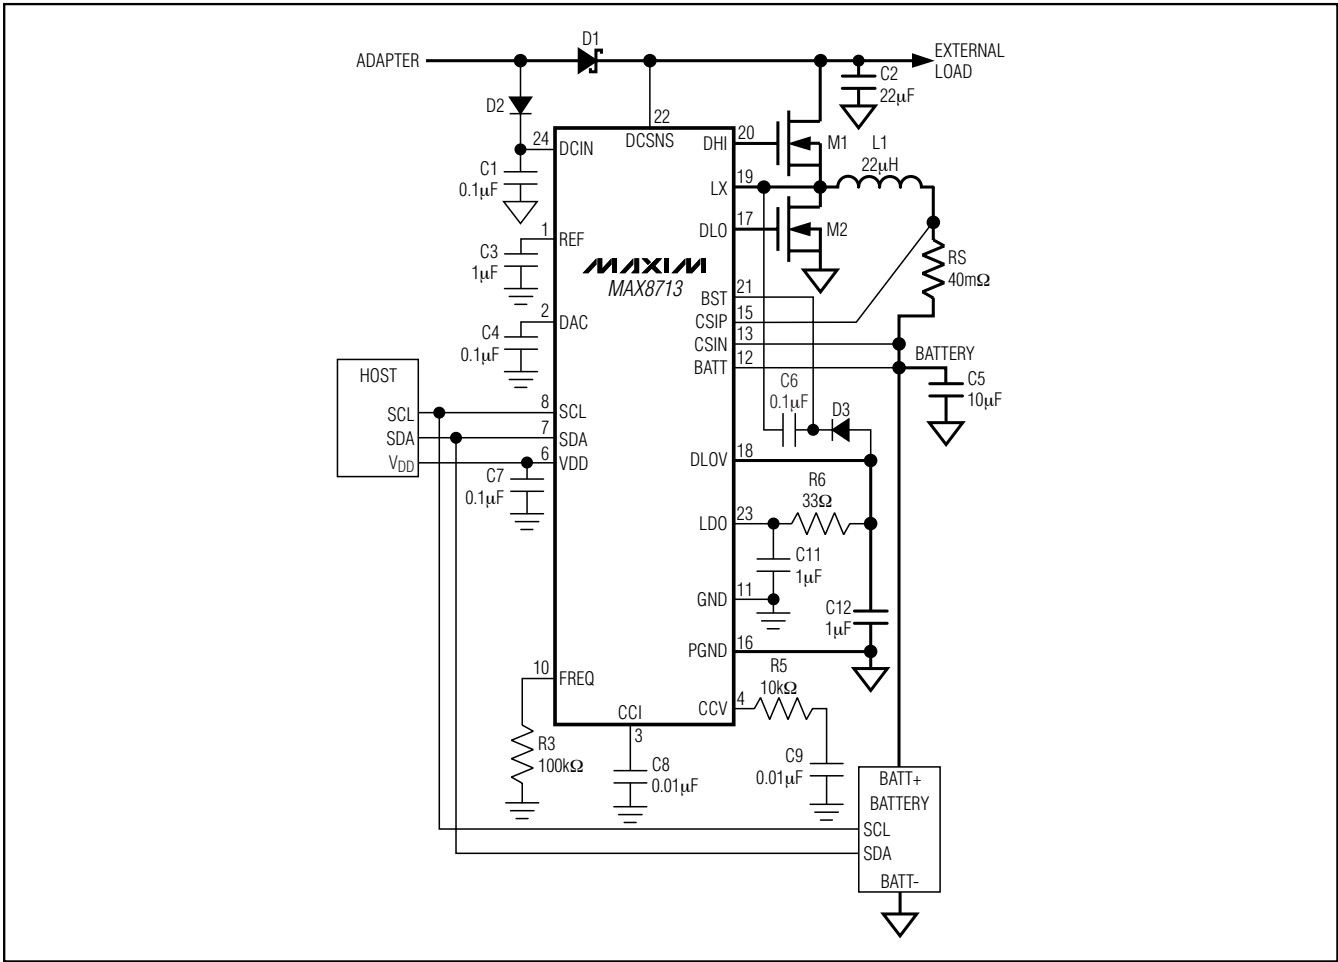 ADAPTER
D1
EXTERNAL
LOAD
C2
22µF
D2
22
DCSNS
24
DCIN
DHI
20
M1
L1
22µH
C1
0.1µF
LX
19
DLO
17
M2
1
REF
C3
1µF
MAXIM
MAX8713
RS
40mΩ
BST
21
CSIP
15
CSIN
13
BATT
12
2
DAC
C4
0.1µF
BATTERY
C5
10µF
HOST
SCL
SDA
VDD
8
SCL
7
SDA
6
VDD
C7
0.1µF
C6
0.1µF
D3
DLOV
18
R6
33Ω
LDO
23
C11
1µF
GND
11
C12
1µF
PGND
16
10
FREQ
R5
10kΩ
CCV
4
CCI
3
R3
100kΩ
C8
0.01µF
C9
0.01µF
BATT+
BATTERY
SCL
SDA
BATT-